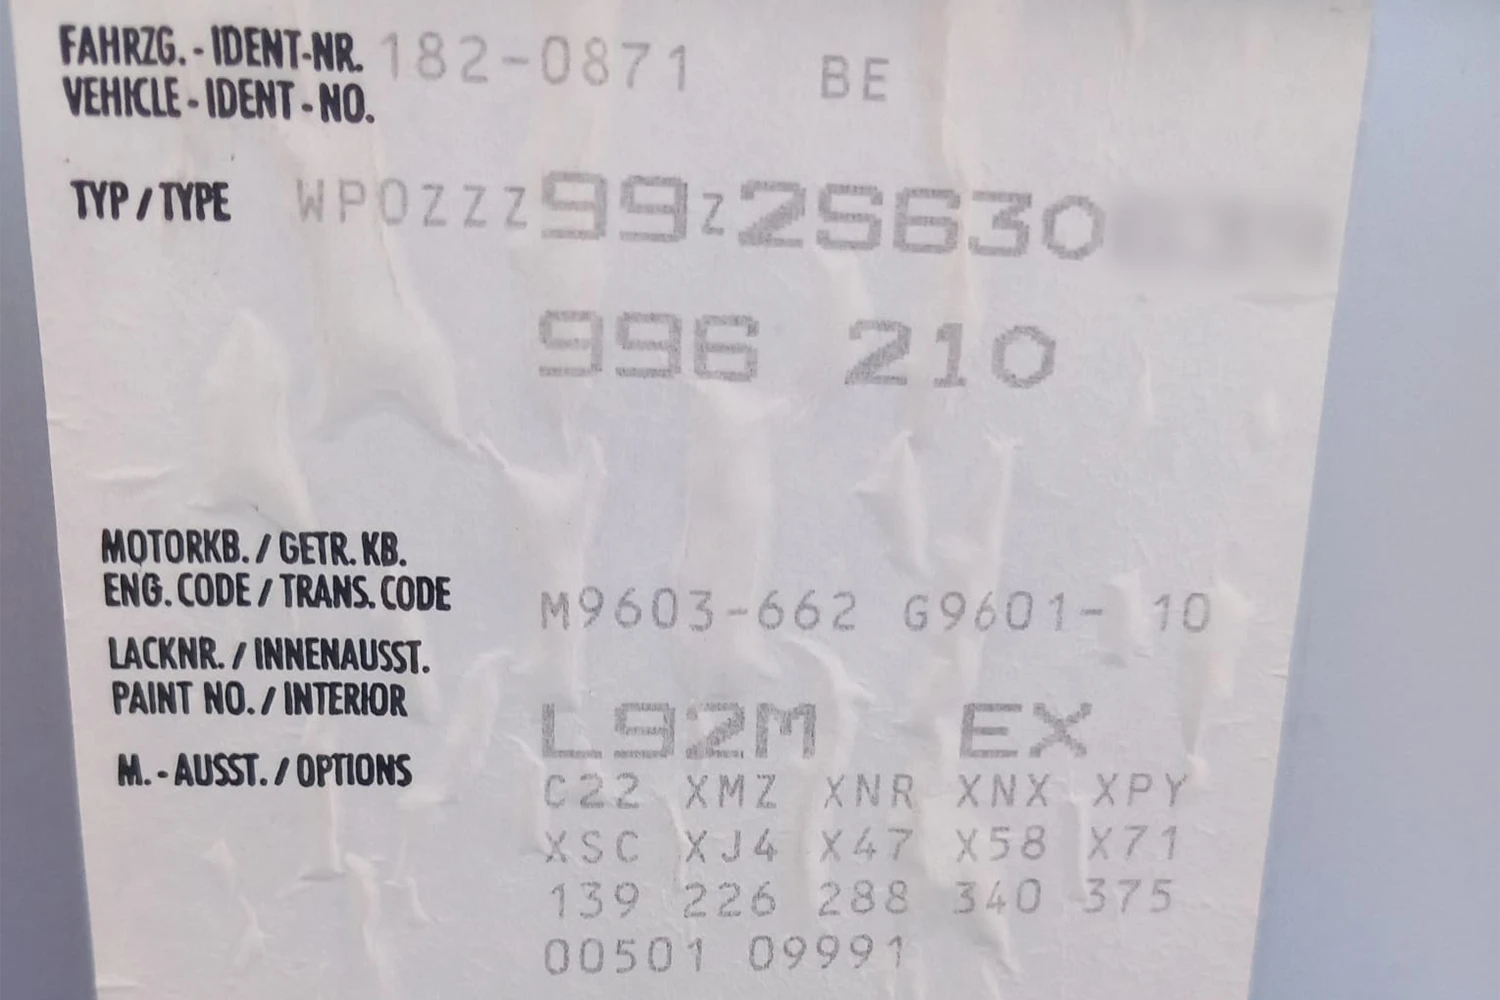 FAHRZG. - IDENT-NR. 182-0871 BE
VEHICLE - IDENT - NO.
TYP / TYPE WP0ZZZ99Z2S630
996 210
MOTORKB. / GETR. KB.
ENG. CODE / TRANS. CODE M9603-662 G9601- 10
LACKNR. / INNENAUSST.
PAINT NO. / INTERIOR L92M EX
M. - AUSST. / OPTIONS C22 XMZ XNR XNX XPY
XSC XJ4 X47 X58 X71
139 226 288 340 375
00501 09991